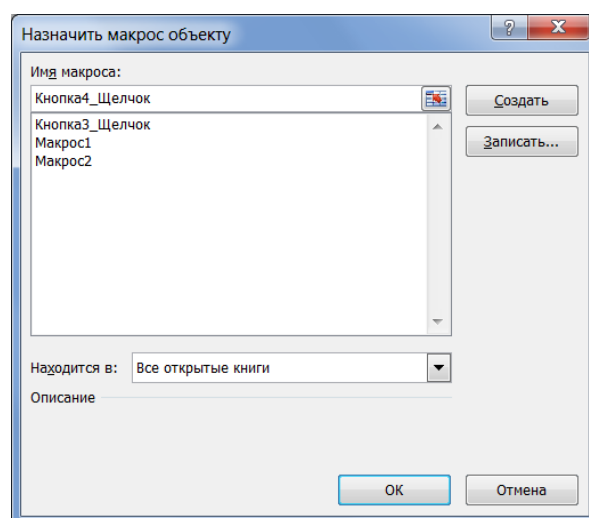 Назначить макрос объекту
Имя макроса:
Кнопка4_Щелчок
Создать
Кнопка3_Щелчок
Записать...
Макрос1
Макрос2
Находится в: Все открытые книги
Описание
ОК Отмена